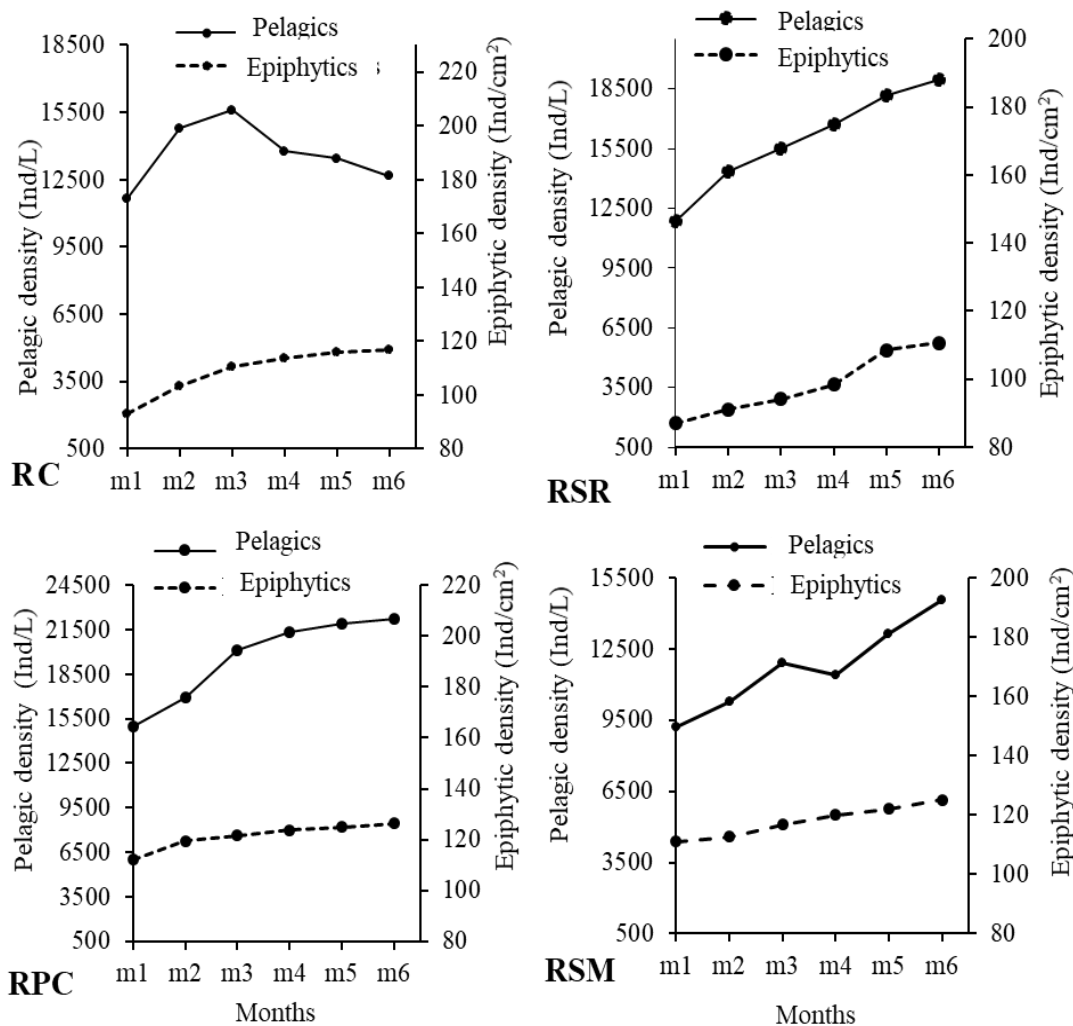 Pelagics
Epiphytics
Pelagic density (Ind/L)
18500
15500
12500
9500
6500
3500
500
220
200
180
160
140
120
100
80
Epiphytic density (Ind/cm²)
m1 m2 m3 m4 m5 m6
RC
Pelagics
Epiphytics
Pelagic density (Ind/L)
18500
15500
12500
9500
6500
3500
500
200
180
160
140
120
100
80
Epiphytic density (Ind/cm²)
m1 m2 m3 m4 m5 m6
RSR
Pelagics
Epiphytics
Pelagic density (Ind/L)
24500
21500
18500
15500
12500
9500
6500
3500
500
220
200
180
160
140
120
100
80
Epiphytic density (Ind/cm²)
m1 m2 m3 m4 m5 m6
RPC
Months
Pelagics
Epiphytics
Pelagic density (Ind/L)
15500
12500
9500
6500
3500
500
200
180
160
140
120
100
80
Epiphytic density (Ind/cm²)
m1 m2 m3 m4 m5 m6
RSM
Months